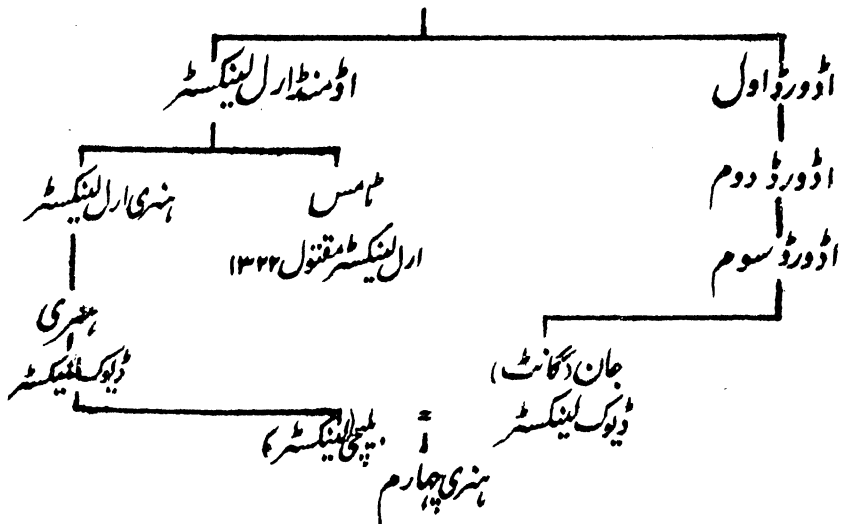 اڈورڈ اول
اڈمنڈ ارل لینکسٹر
اڈورڈ دوم
ٹامس
ہنری ارل لینکسٹر
اڈورڈ سوم
ارل لینکسٹر مقتول ۱۳۲۲
ہنری
ڈیوک لینکسٹر
جان (گانٹ)
ڈیوک لینکسٹر
=
بلیچی (لینکسٹر)
ہنری چہارم